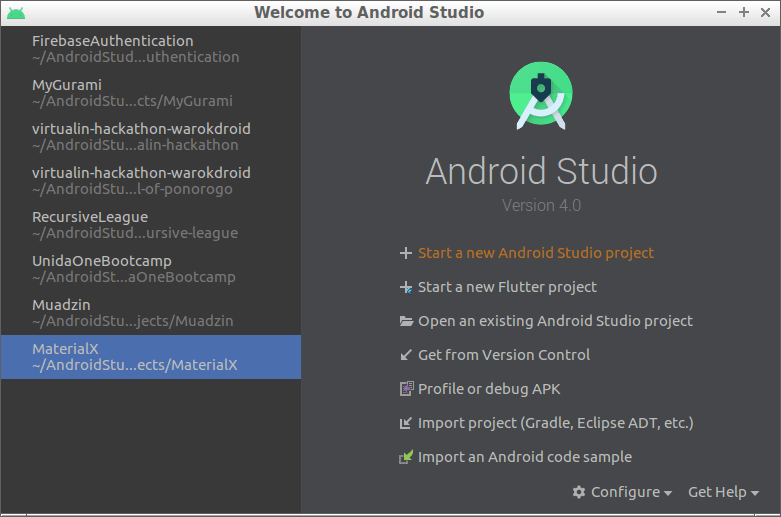 Welcome to Android Studio
FirebaseAuthentication
~/AndroidStud...uthentication
MyGurami
~/AndroidStu...cts/MyGurami
virtualin-hackathon-warokdroid
~/AndroidStu...alin-hackathon
virtualin-hackathon-warokdroid
~/AndroidStu...l-of-ponorogo
RecursiveLeague
~/AndroidStud...ursive-league
UnidaOneBootcamp
~/AndroidSt...aOneBootcamp
Muadzin
~/AndroidStu...jects/Muadzin
MaterialX
~/AndroidStu...ects/MaterialX
Android Studio
Version 4.0
Start a new Android Studio project
Start a new Flutter project
Open an existing Android Studio project
Get from Version Control
Profile or debug APK
Import project (Gradle, Eclipse ADT, etc.)
Import an Android code sample
Configure
Get Help